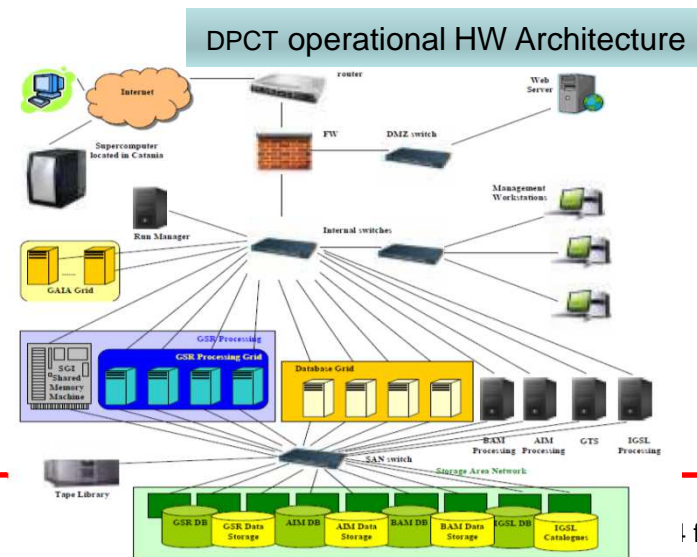 DPCT operational HW Architecture
router
Internet
Web
Server
FW
DMZ switch
Supercomputer
located in Catania
Management
Workstations
Run Manager
Internal switches
......
GAIA Grid
GSR Processing
GSR Processing Grid
SGI
Shared
Memory
Machine
Database Grid
BAM
Processing
AIM
Processing
GTS
IGSL
Processing
SAN switch
Storage Area Network
Tape Library
GSR DB
GSR Data
Storage
AIM DB
AIM Data
Storage
BAM DB
BAM Data
Storage
IGSL DB
IGSL
Catalogues